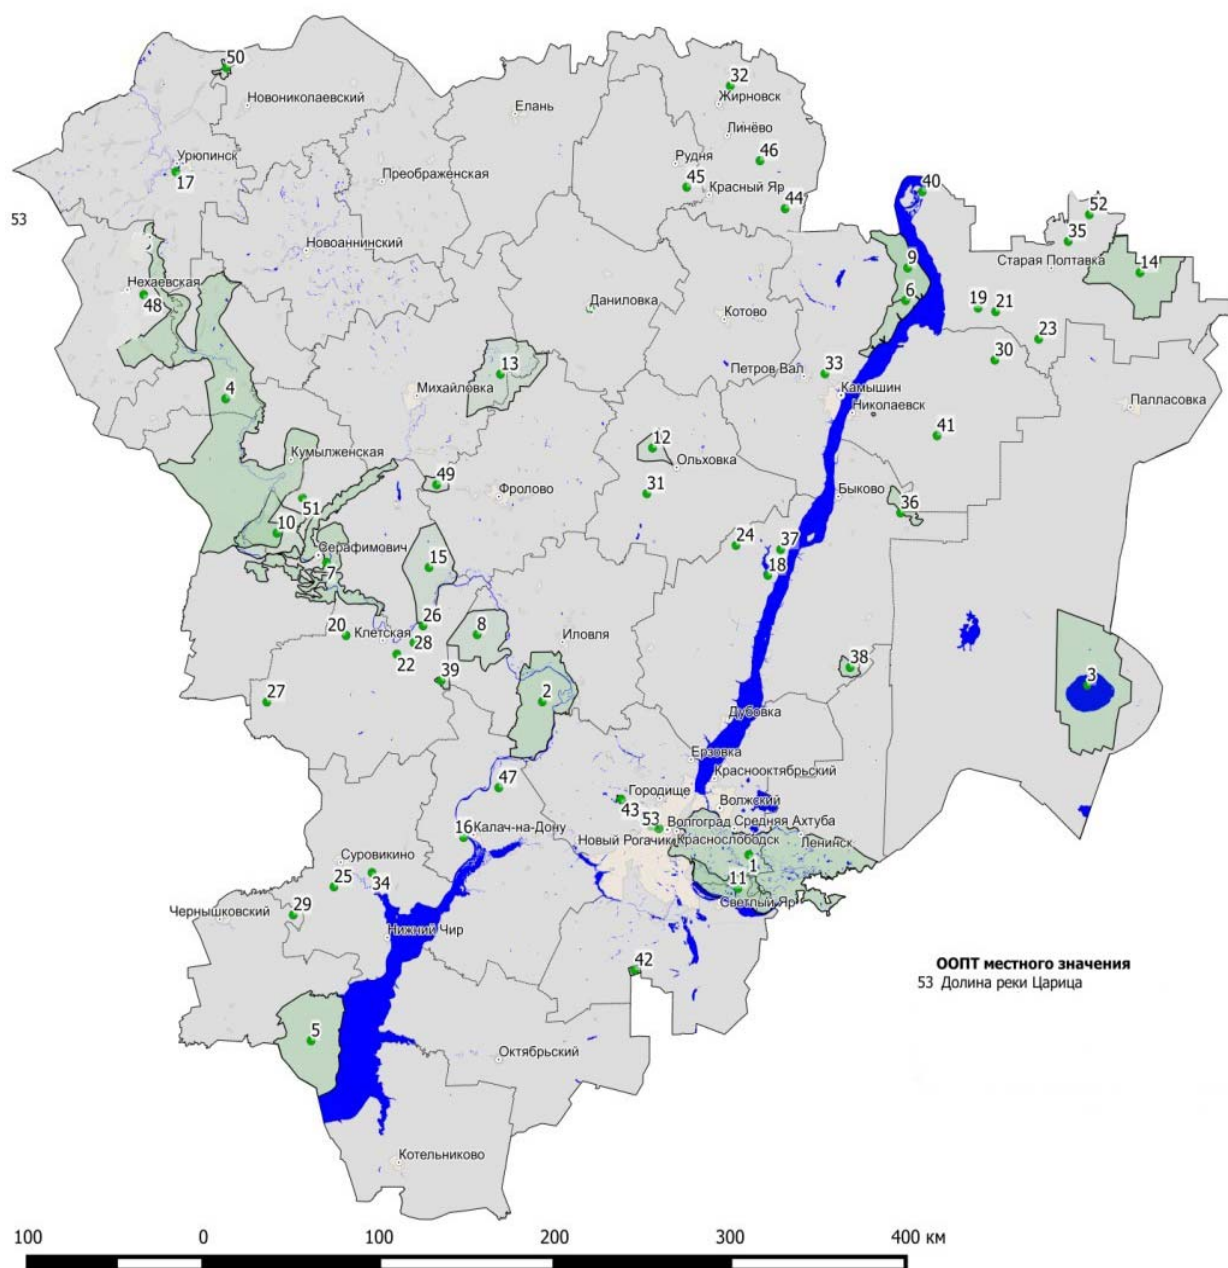 50
Новониколаевский
Елань
32
Жирновск
Линёво
Урюпинск
17
Преображенская
Рудня
46
45
Красный Яр
44
40
52
53
35
Новоаннинский
Старая Полтавка
14
9
Нехаевская
48
6
Даниловка
Котово
19
21
23
30
13
Петров Вал
33
Михайловка
Камышин
Николаевск
Палласовка
4
41
12
Кумылженская
Ольховка
49
Фролово
31
Быково
51
36
10
24
37
Серафимович
15
18
7
26
20
Клетская
8
Иловля
28
22
39
38
27
2
3
Дубовка
Ерзовка
Краснооктябрьский
47
Городище
43
Волжский
53
Волгоград
Средняя Ахтуба
16
Калач-на-Дону
Новый Рогачик
Краснослободск
Ленинск
Суровикино
1
25
34
11
Светлый Яр
Чернышковский
29
Нижний Чир
42
ООПТ местного значения
53 Долина реки Царица
5
Октябрьский
Котельниково
100 0 100 200 300 400 км